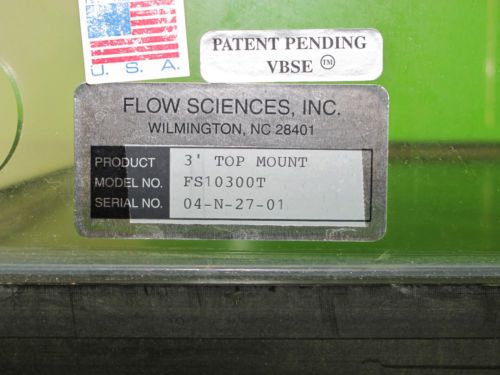 U.S.A.
PATENT PENDING
VBSE TM
FLOW SCIENCES, INC.
WILMINGTON, NC 28401
PRODUCT 3' TOP MOUNT
MODEL NO. FS10300T
SERIAL NO. 04-N-27-01